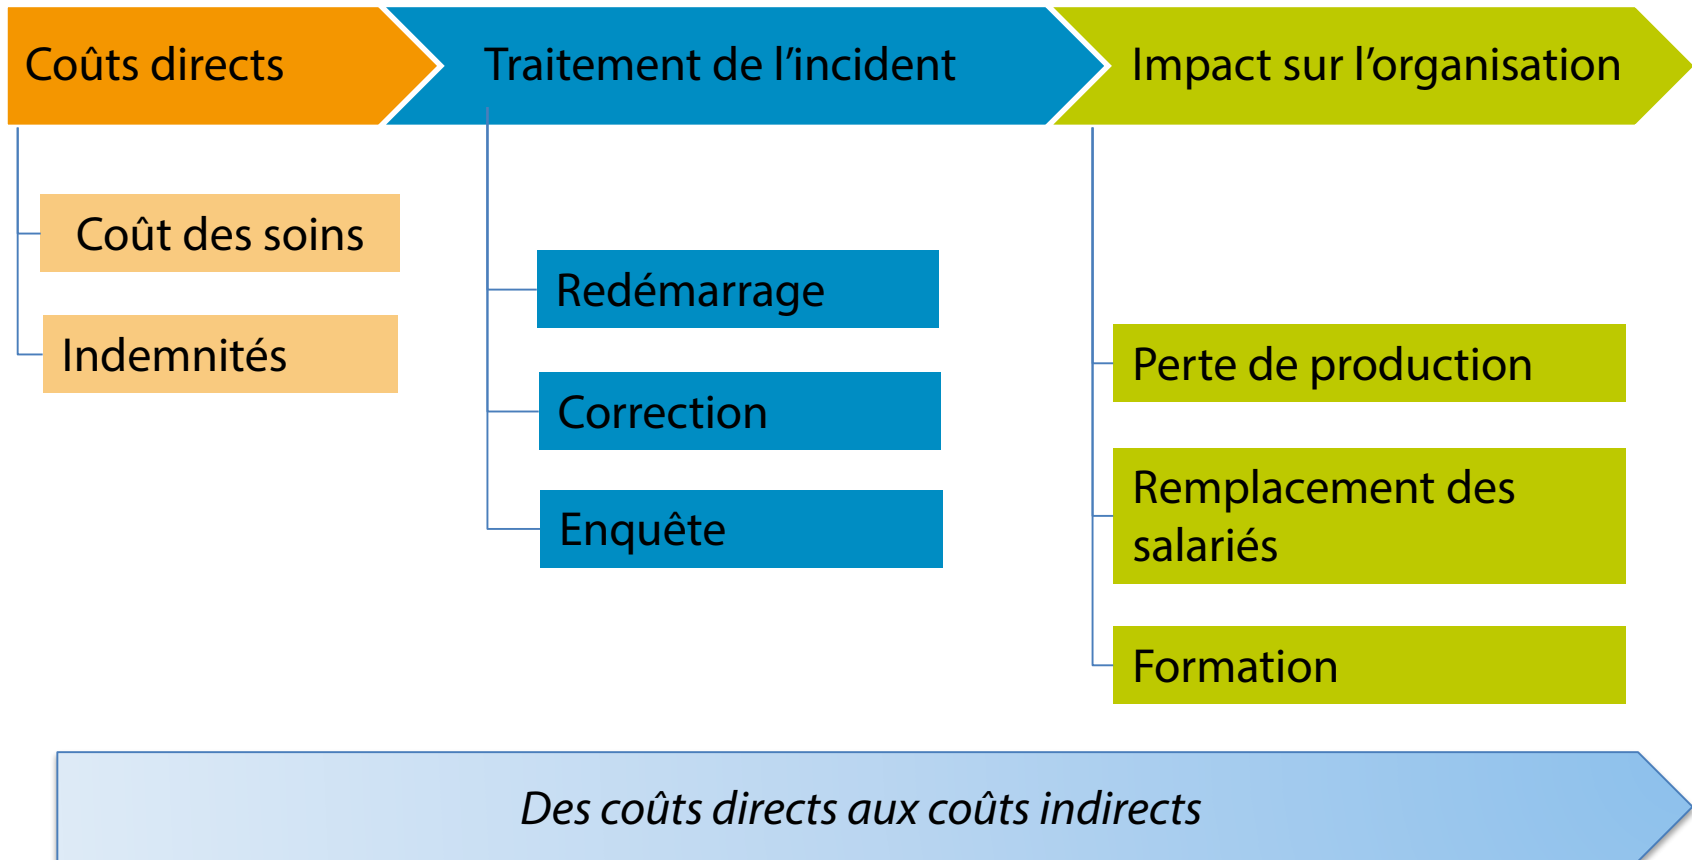 Coûts directs
Traitement de l’incident
Impact sur l’organisation
Coût des soins
Indemnités
Redémarrage
Correction
Enquête
Perte de production
Remplacement des
salariés
Formation
Des coûts directs aux coûts indirects